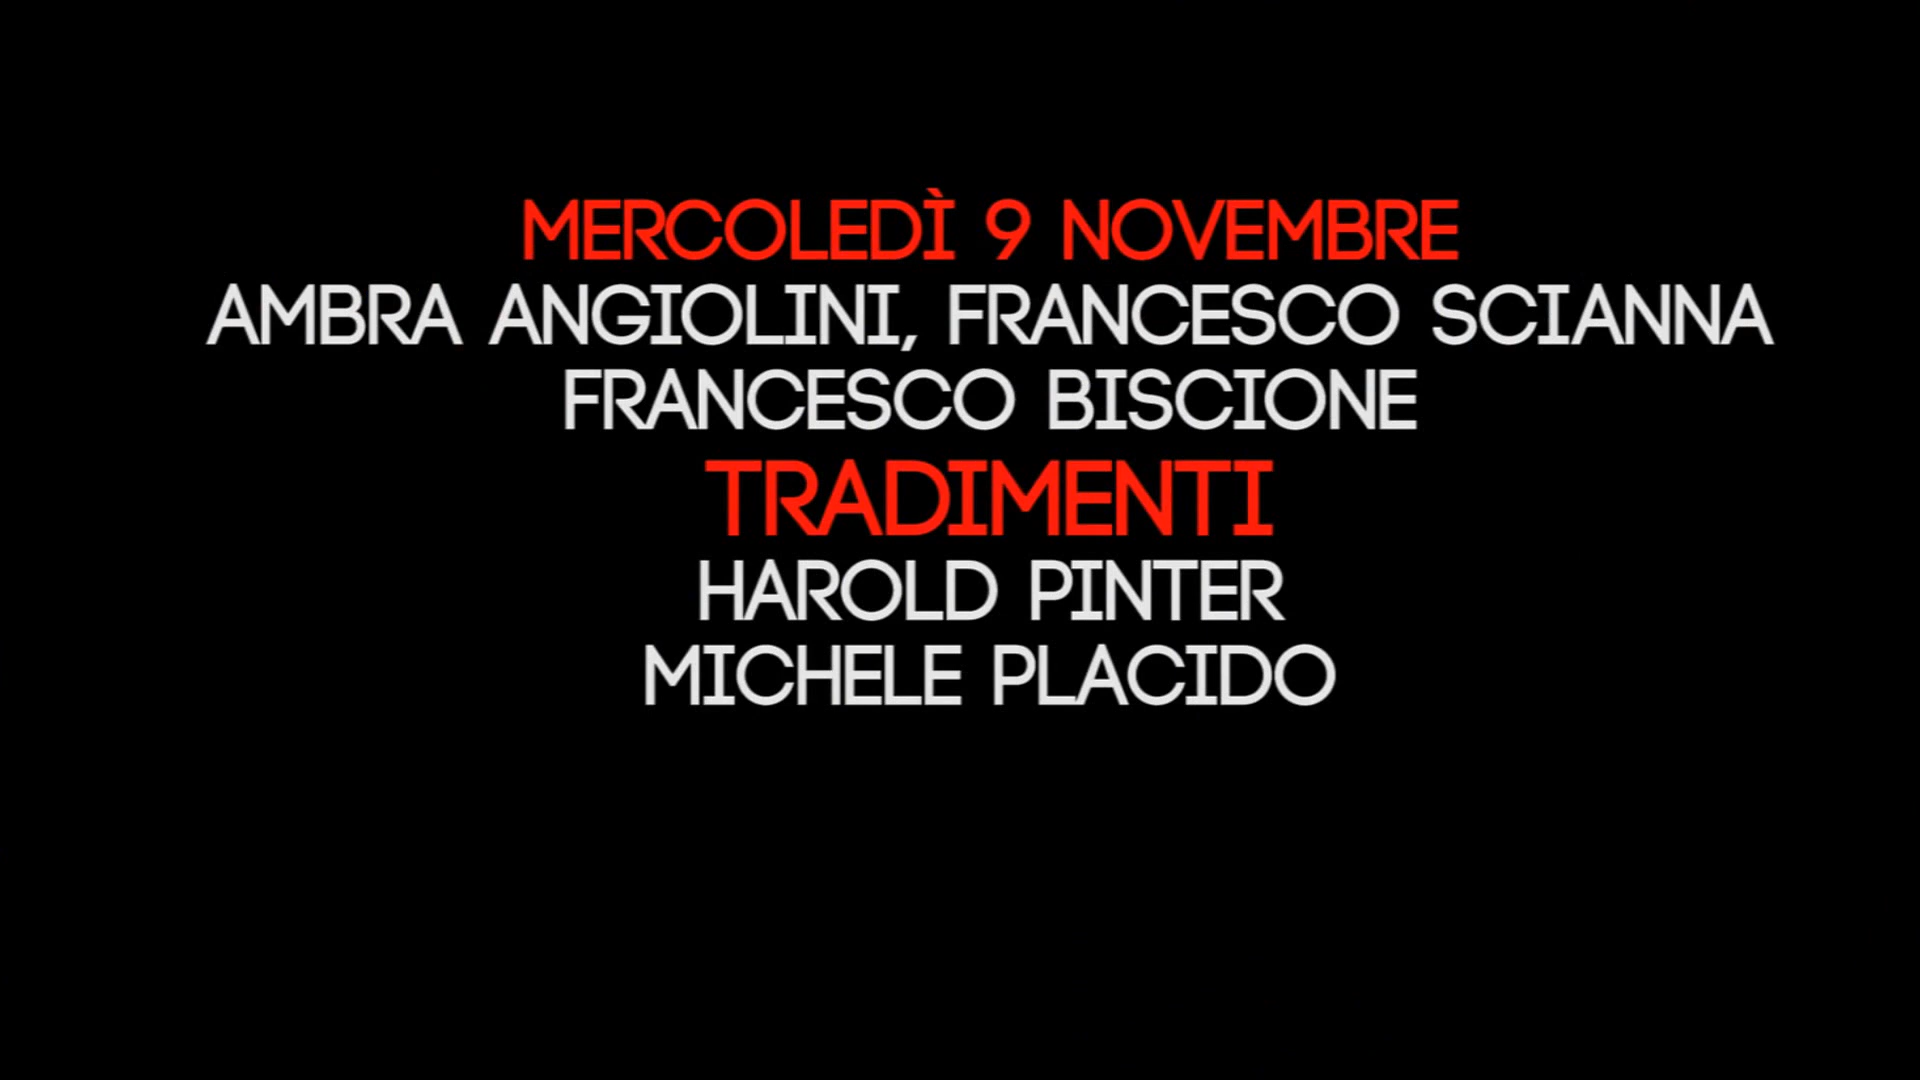 MERCOLEDÌ 9 NOVEMBRE
AMBRA ANGIOLINI, FRANCESCO SCIANNA
FRANCESCO BISCIONE
TRADIMENTI
HAROLD PINTER
MICHELE PLACIDO